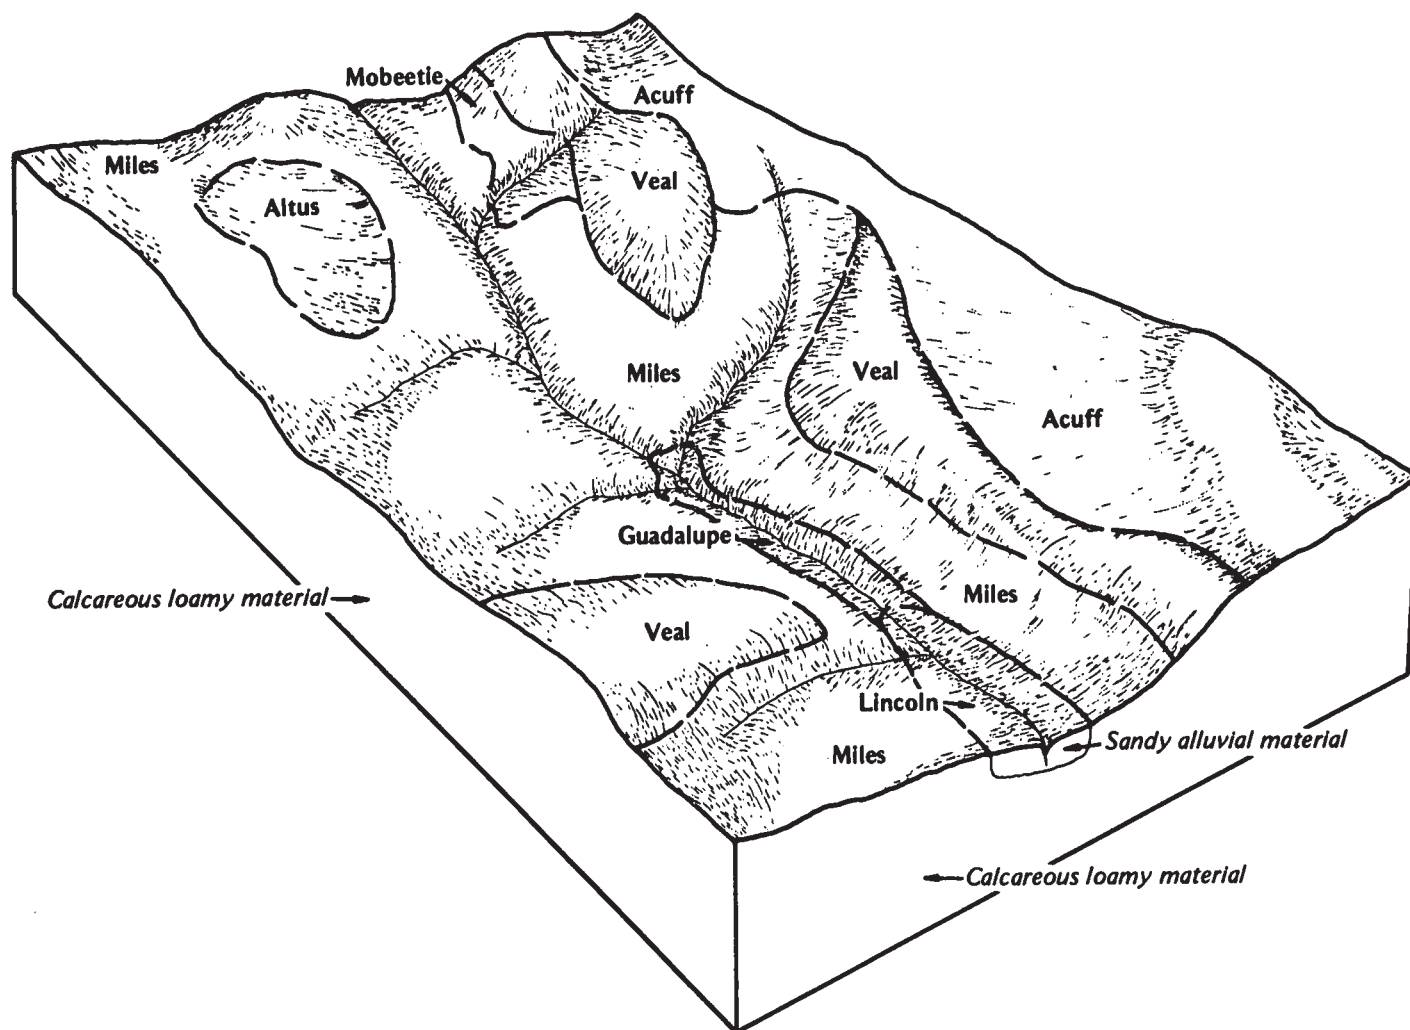 Mobeetie
Acuff
Miles
Altus
Veal
Miles
Veal
Acuff
Guadalupe
Calcareous loamy material
Miles
Veal
Lincoln
Sandy alluvial material
Miles
Calcareous loamy material